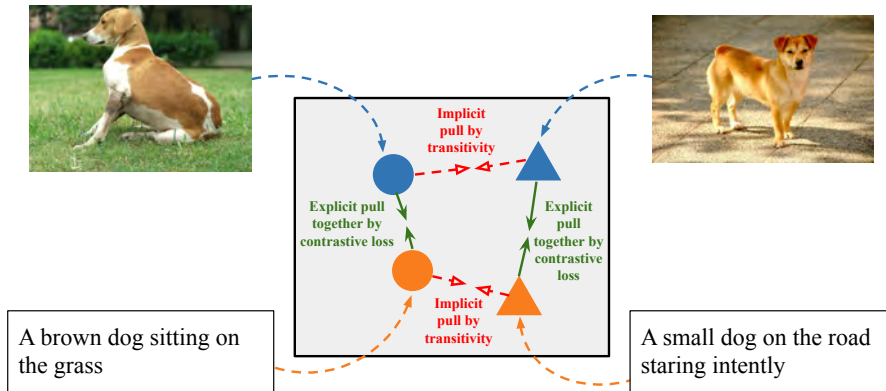 Implicit
pull by
transitivity
Explicit pull
together by
contrastive loss
Explicit
pull
together by
contrastive
loss
Implicit
pull by
transitivity
A brown dog sitting on
the grass
A small dog on the road
staring intently